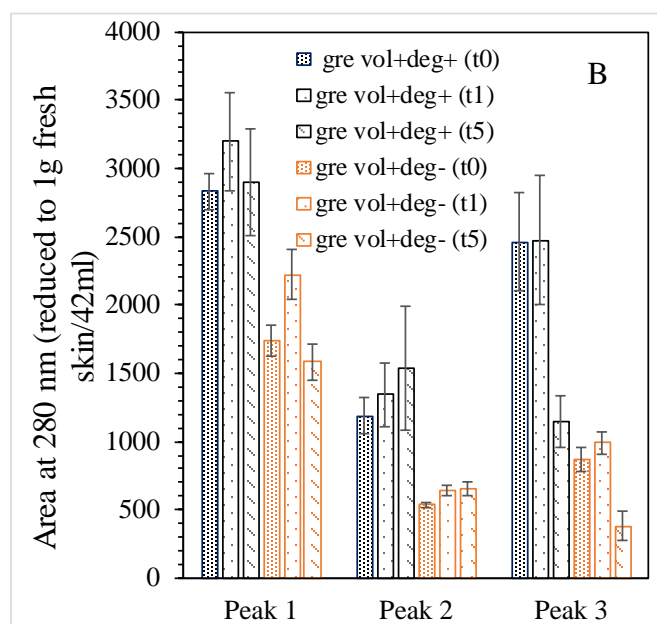 Area at 280 nm (reduced to 1g fresh
skin/42ml)
4000
3500
3000
2500
2000
1500
1000
500
0
B
gre vol+deg+ (t0)
gre vol+deg+ (t1)
gre vol+deg+ (t5)
gre vol+deg- (t0)
gre vol+deg- (t1)
gre vol+deg- (t5)
Peak 1
Peak 2
Peak 3